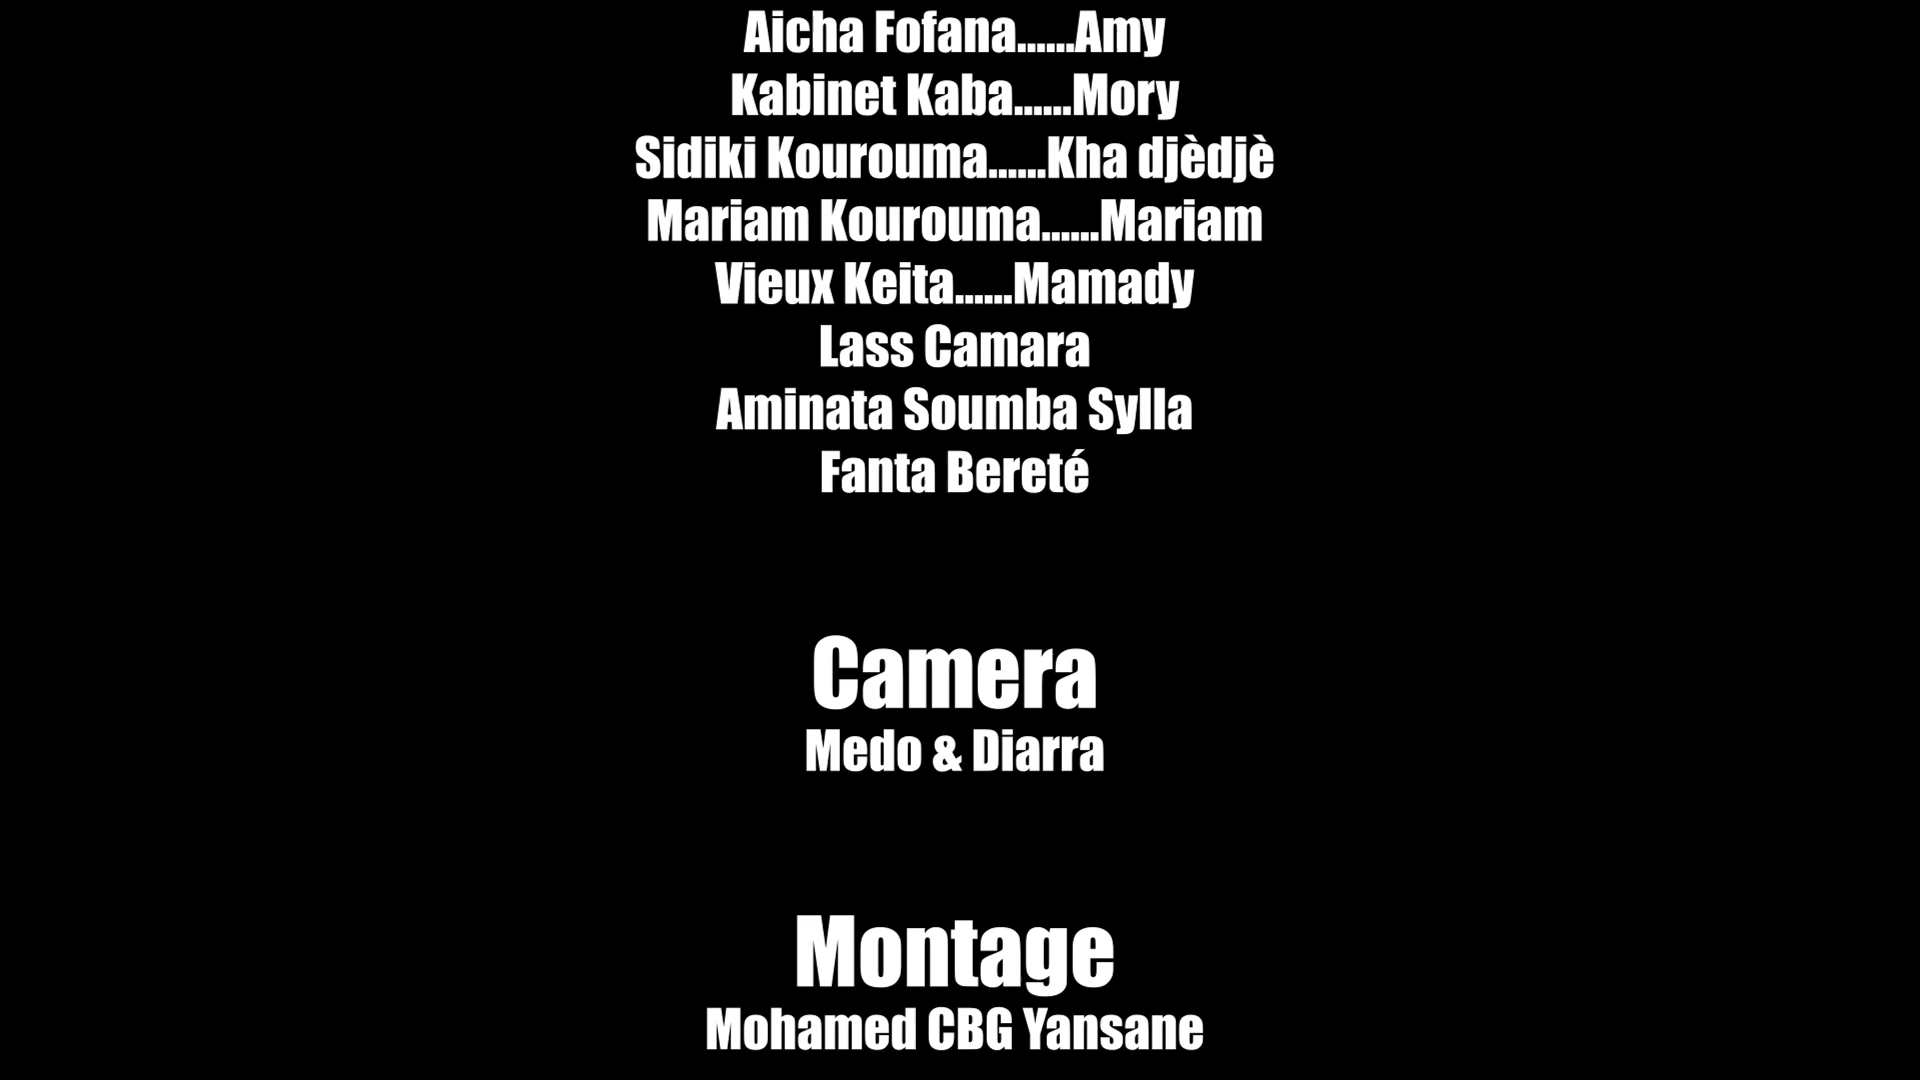 Aicha Fofana......Amy
Kabinet Kaba......Mory
Sidiki Kourouma......Kha djèdjè
Mariam Kourouma......Mariam
Vieux Keita......Mamady
Lass Camara
Aminata Soumba Sylla
Fanta Bereté
Camera
Medo & Diarra
Montage
Mohamed CBG Yansane